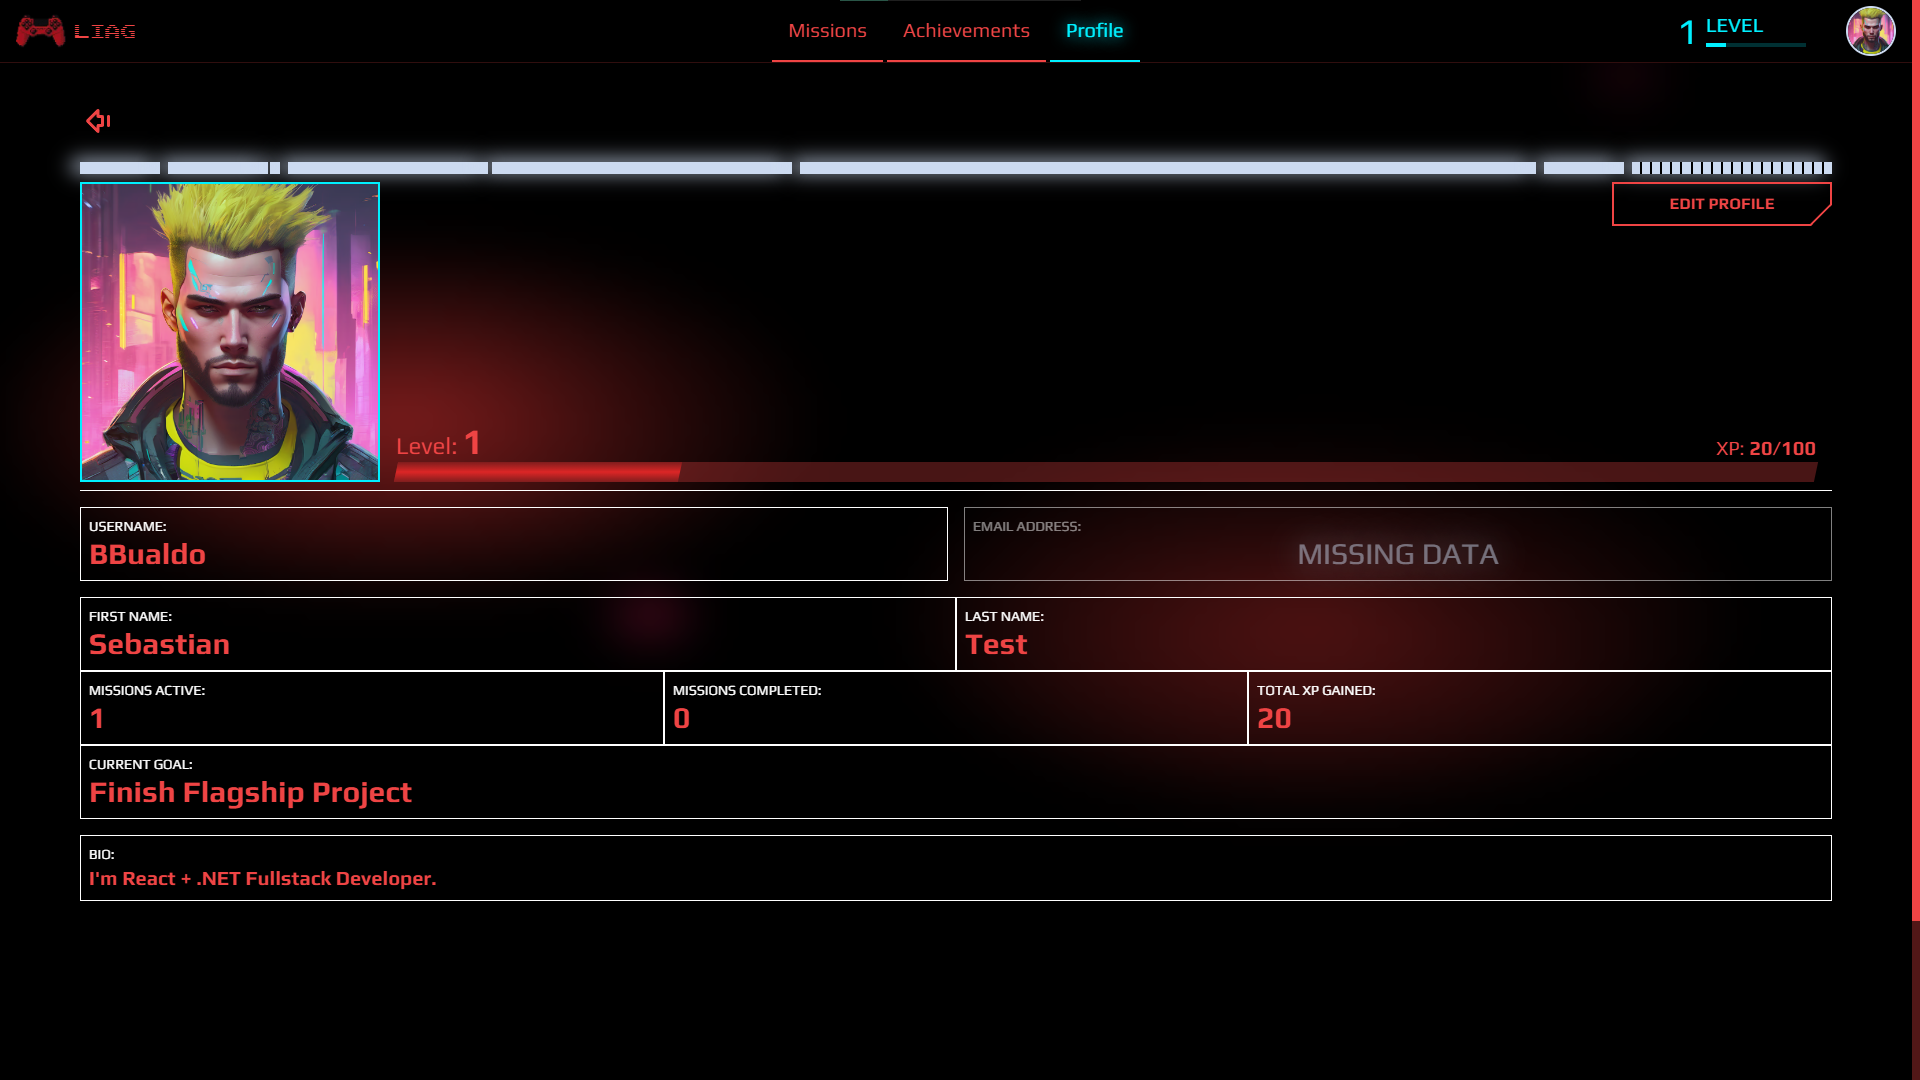 LIAG
Missions
Achievements
Profile
1 LEVEL
EDIT PROFILE
Level: 1
XP: 20/100
USERNAME:
BBualdo
EMAIL ADDRESS:
MISSING DATA
FIRST NAME:
Sebastian
LAST NAME:
Test
MISSIONS ACTIVE:
1
MISSIONS COMPLETED:
0
TOTAL XP GAINED:
20
CURRENT GOAL:
Finish Flagship Project
BIO:
I'm React + .NET Fullstack Developer.